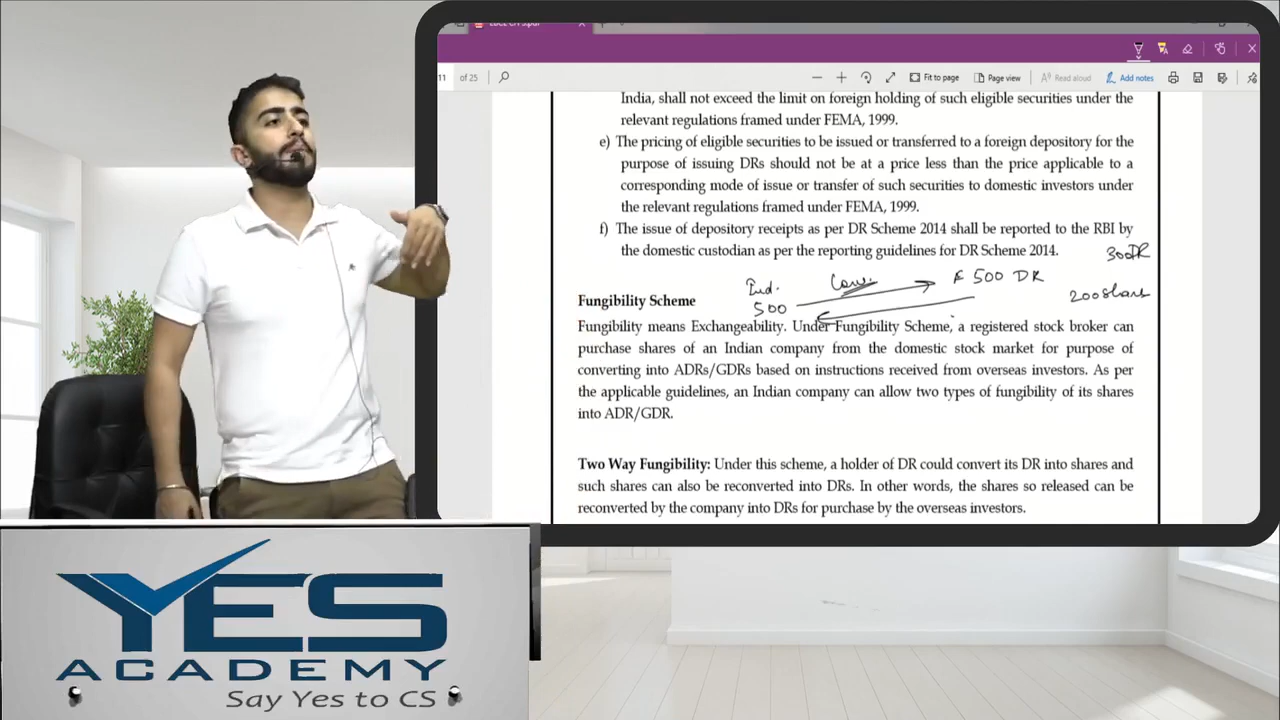 11 of 25
Fit to page
Page view
Read aloud
Add notes
India, shall not exceed the limit on foreign holding of such eligible securities under the
relevant regulations framed under FEMA, 1999.
e) The pricing of eligible securities to be issued or transferred to a foreign depository for the
purpose of issuing DRs should not be at a price less than the price applicable to a
corresponding mode of issue or transfer of such securities to domestic investors under
the relevant regulations framed under FEMA, 1999.
f) The issue of depository receipts as per DR Scheme 2014 shall be reported to the RBI by
the domestic custodian as per the reporting guidelines for DR Scheme 2014.
300DR
Ind.
500
500 DR
200share
Fungibility Scheme
Fungibility means Exchangeability. Under Fungibility Scheme, a registered stock broker can
purchase shares of an Indian company from the domestic stock market for purpose of
converting into ADRs/GDRs based on instructions received from overseas investors. As per
the applicable guidelines, an Indian company can allow two types of fungibility of its shares
into ADR/GDR.
Two Way Fungibility: Under this scheme, a holder of DR could convert its DR into shares and
such shares can also be reconverted into DRs. In other words, the shares so released can be
reconverted by the company into DRs for purchase by the overseas investors.
YES
ACADEMY
Say Yes to CS